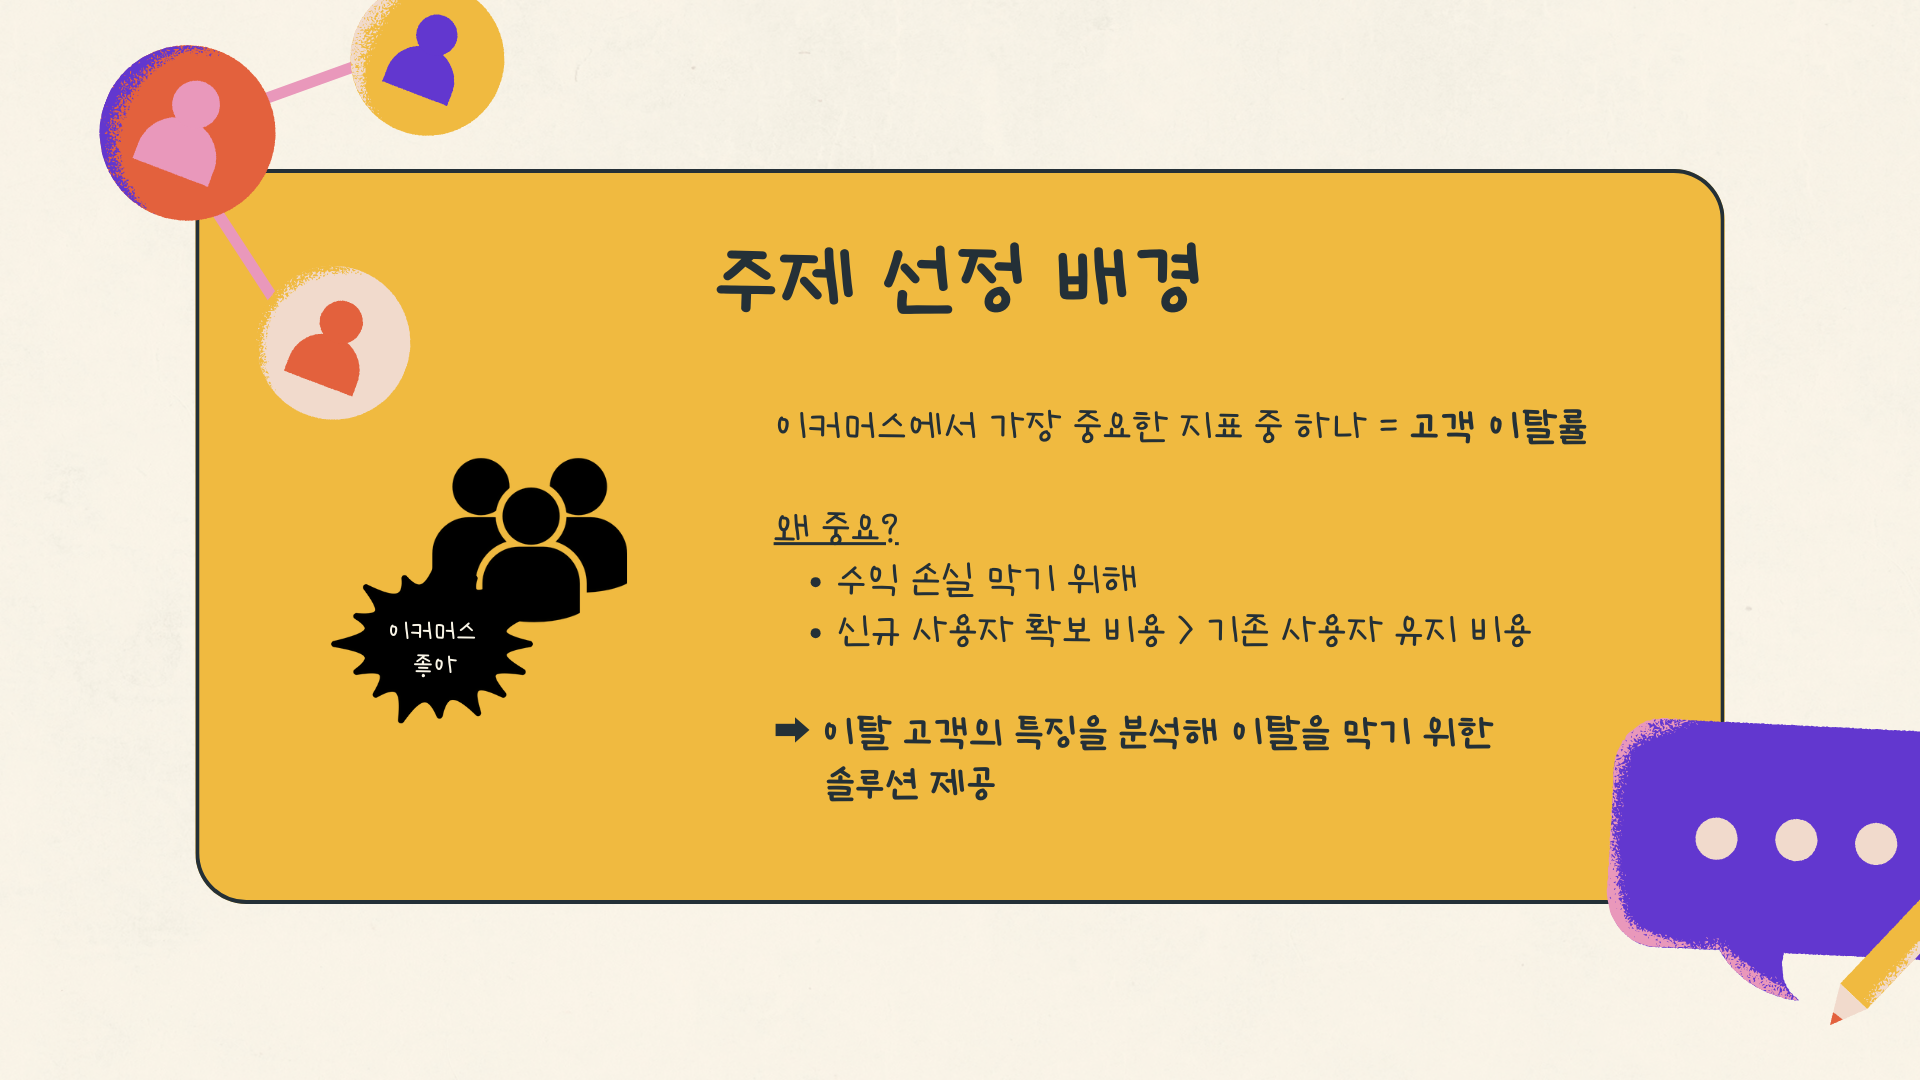 주제 선정 배경
이커머스에서 가장 중요한 지표 중 하나 = 고객 이탈률
왜 중요?
• 수익 손실 막기 위해
• 신규 사용자 확보 비용 > 기존 사용자 유지 비용
➡ 이탈 고객의 특징을 분석해 이탈을 막기 위한
솔루션 제공
이커머스
좋아